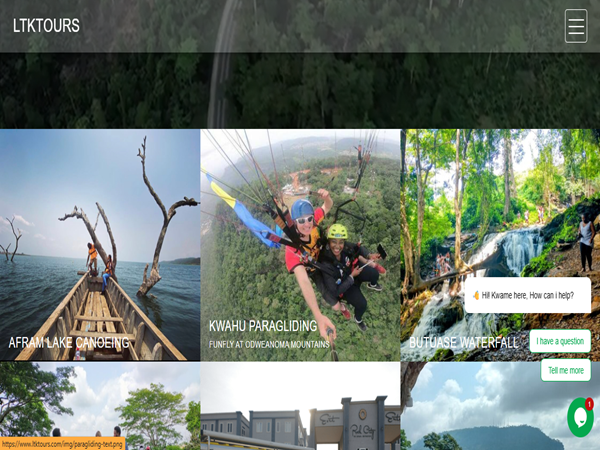 LTKTOURS
KWAHU PARAGLIDING
FUNFLY AT ODWEANOMA MOUNTAINS
AFRAM LAKE CANOEING
BUTUASE WATERFALL
Hi! Kwame here, How can i help?
I have a question
Tell me more
1
https://www.ltktours.com/img/paragliding-text.png